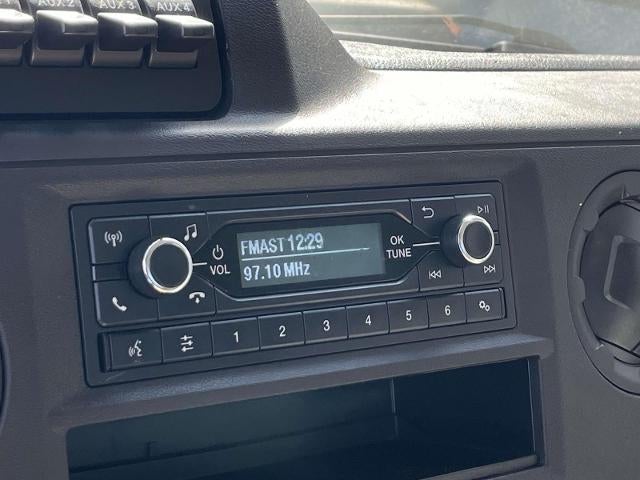 AUX 2 AUX 3 AUX 4
FMAST 12:29
97.10 MHz
VOL
OK
TUNE
1 2 3 4 5 6